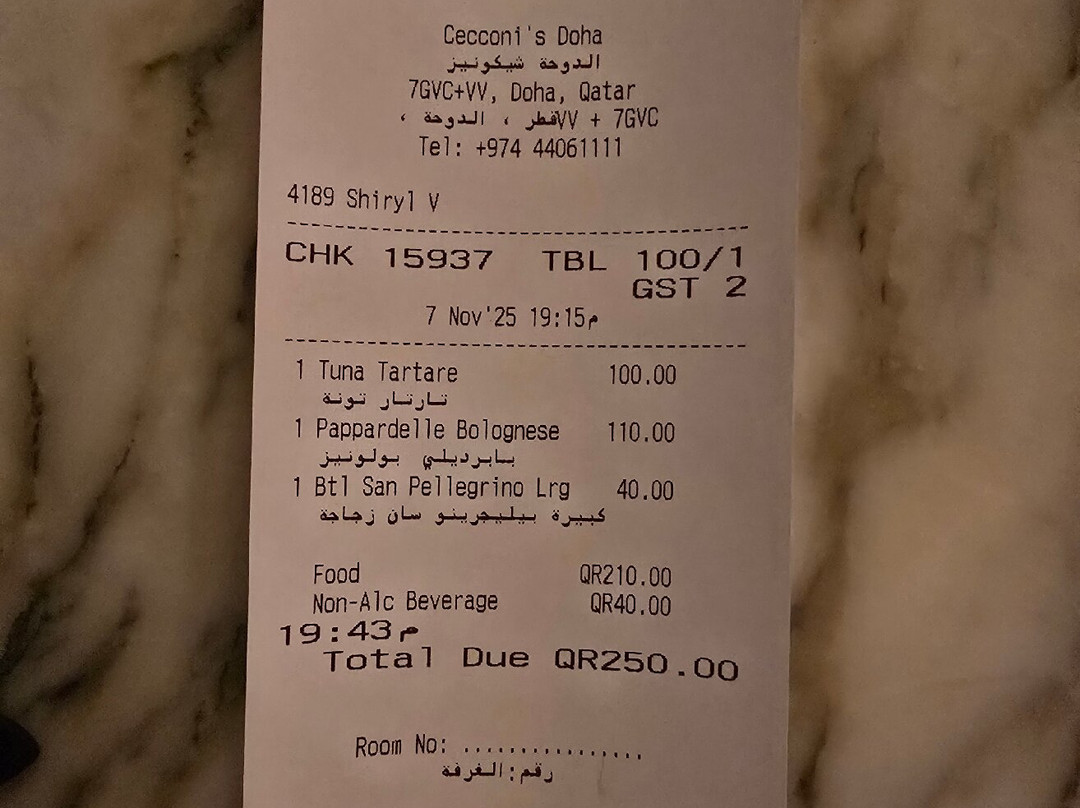 Cecconi's Doha
الدوحة شيكونيز
7GVC+VV, Doha, Qatar
، الدوحة ، قطرVV + 7GVC
Tel: +974 44061111
4189 Shiryl V
CHK 15937 TBL 100/1
GST 2
7 Nov'25 19:15م
1 Tuna Tartare 100.00
تارتار تونة
1 Pappardelle Bolognese 110.00
بابرديلي بولونيز
1 Btl San Pellegrino Lrg 40.00
كبيرة بيليجرينو سان زجاجة
Food QR210.00
Non-Alc Beverage QR40.00
19:43م
Total Due QR250.00
Room No: ................
رقم:الغرفة